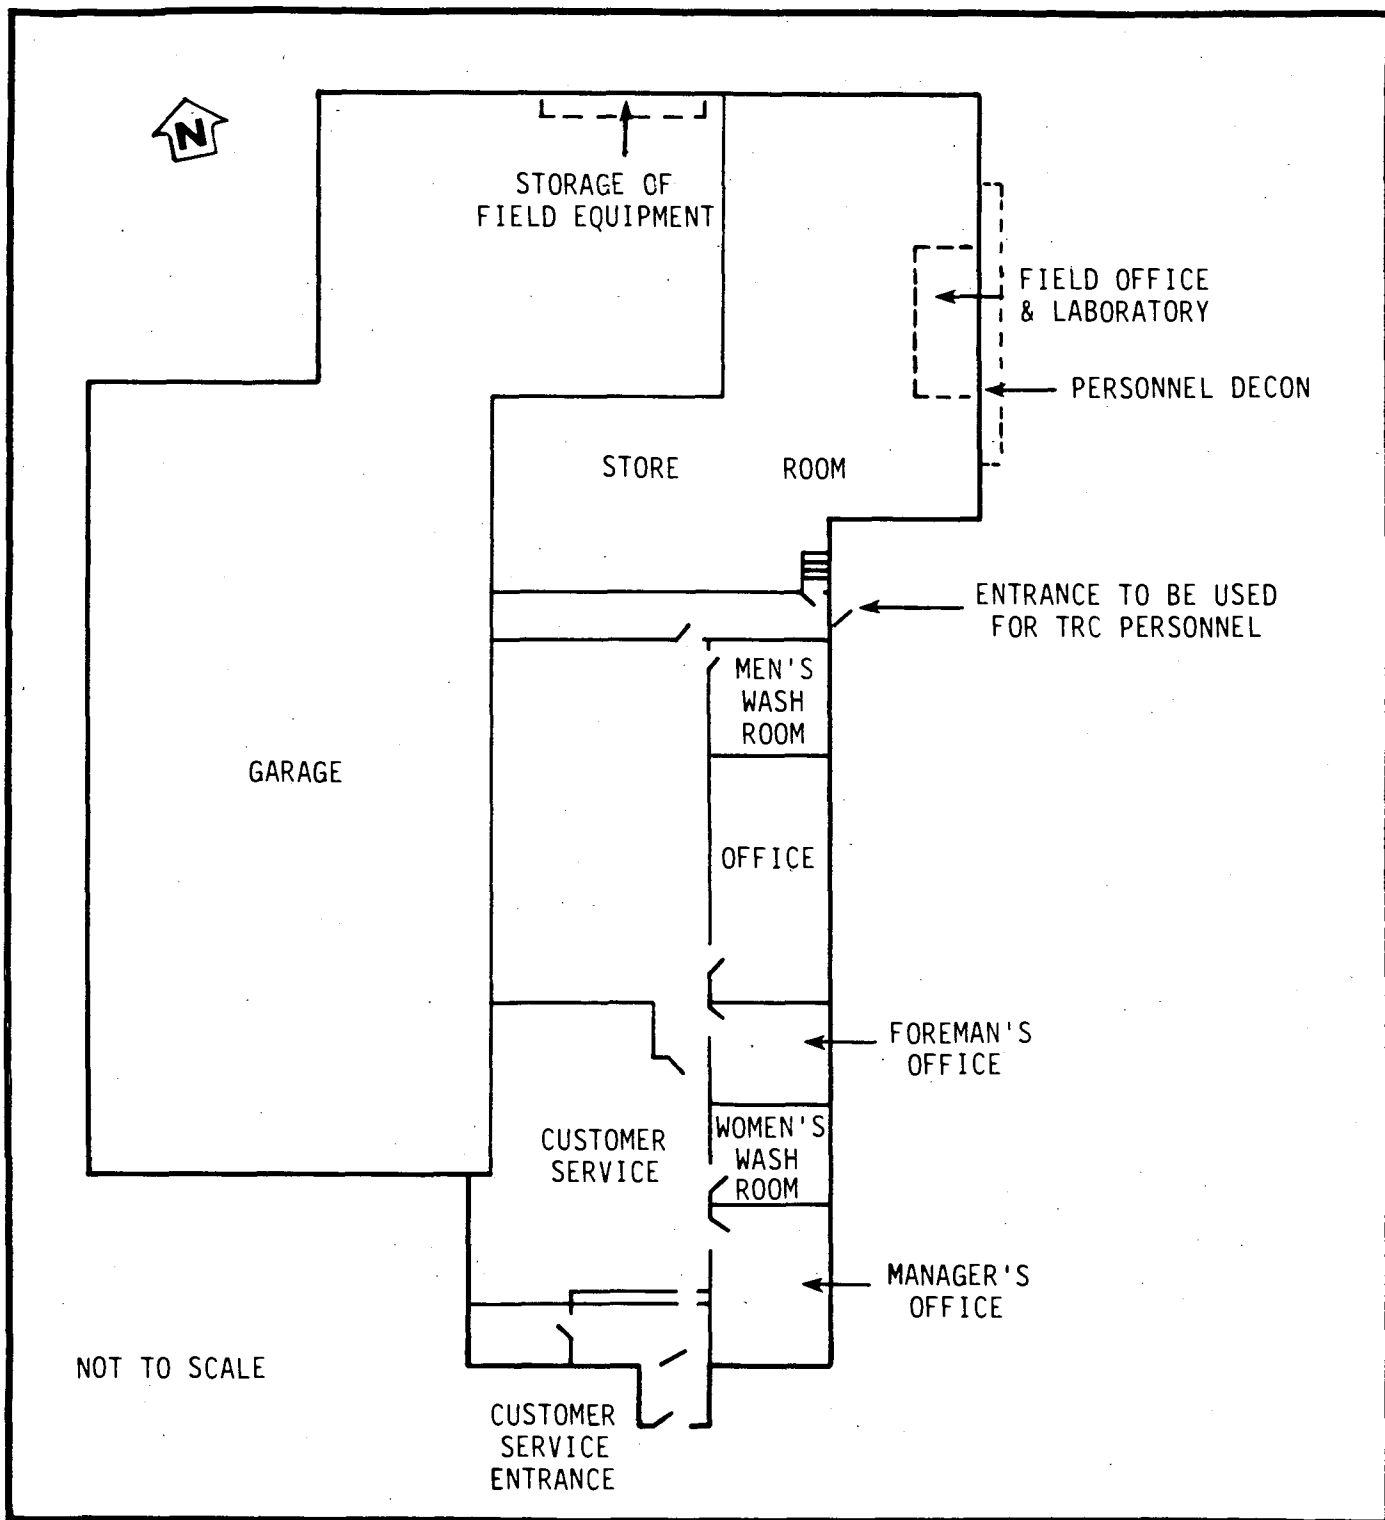 N
STORAGE OF
FIELD EQUIPMENT
FIELD OFFICE
& LABORATORY
PERSONNEL DECON
STORE ROOM
ENTRANCE TO BE USED
FOR TRC PERSONNEL
MEN'S
WASH
ROOM
GARAGE
OFFICE
FOREMAN'S
OFFICE
CUSTOMER
SERVICE
WOMEN'S
WASH
ROOM
MANAGER'S
OFFICE
NOT TO SCALE
CUSTOMER
SERVICE
ENTRANCE